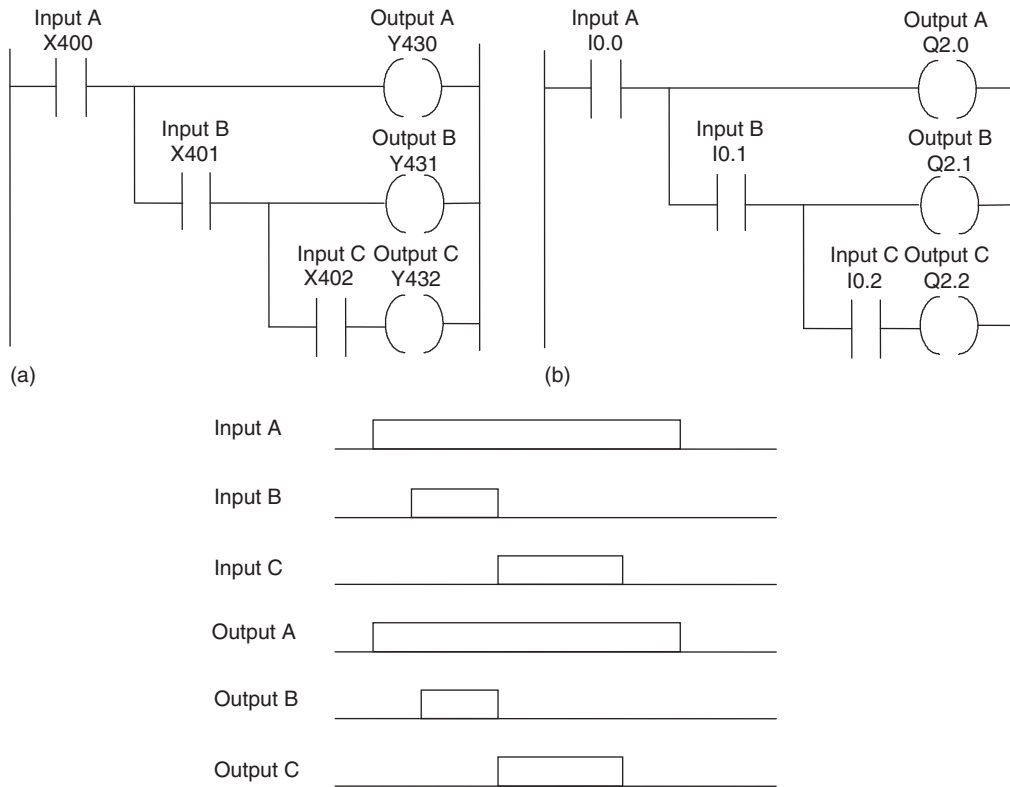 Input A
X400
Output A
Y430
Input B
X401
Output B
Y431
Input C
X402
Output C
Y432
(a)
Input A
I0.0
Output A
Q2.0
Input B
I0.1
Output B
Q2.1
Input C
I0.2
Output C
Q2.2
(b)
Input A
Input B
Input C
Output A
Output B
Output C